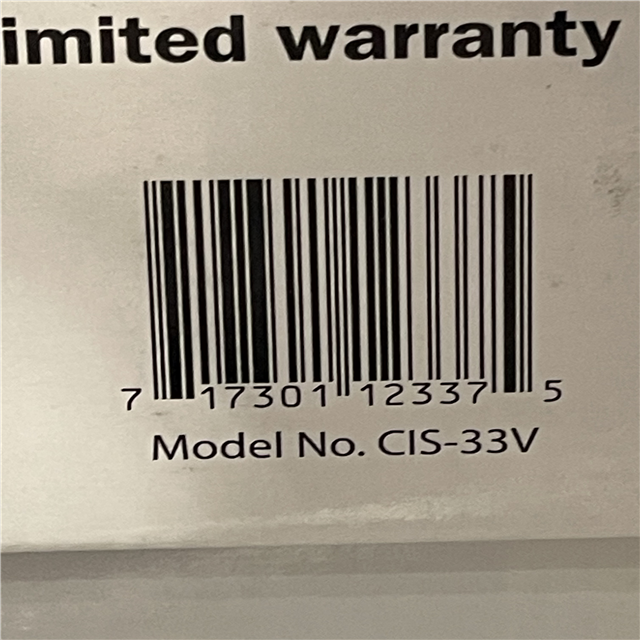 imited warranty
7 17301 12337 5
Model No. CIS-33V